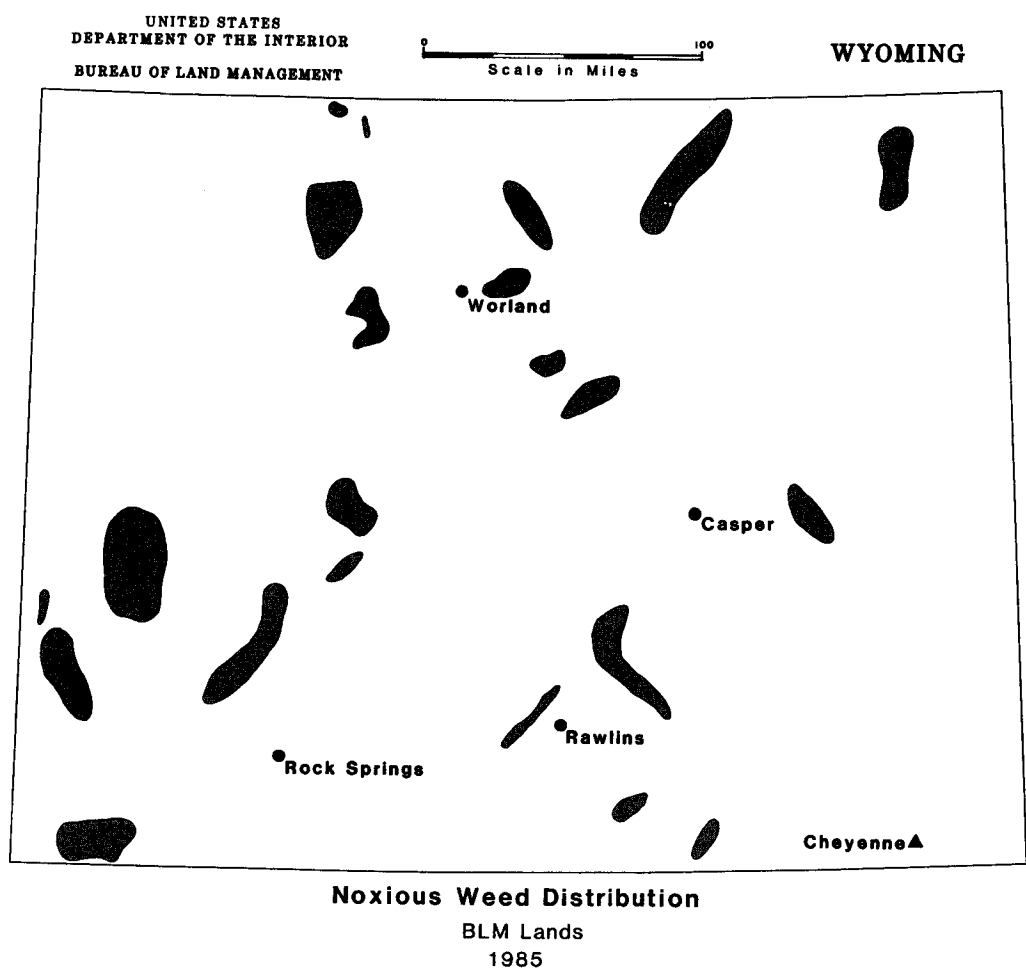 UNITED STATES
DEPARTMENT OF THE INTERIOR
BUREAU OF LAND MANAGEMENT
0 100
Scale in Miles
WYOMING
Worland
Casper
Rawlins
Rock Springs
Cheyenne
Noxious Weed Distribution
BLM Lands
1985